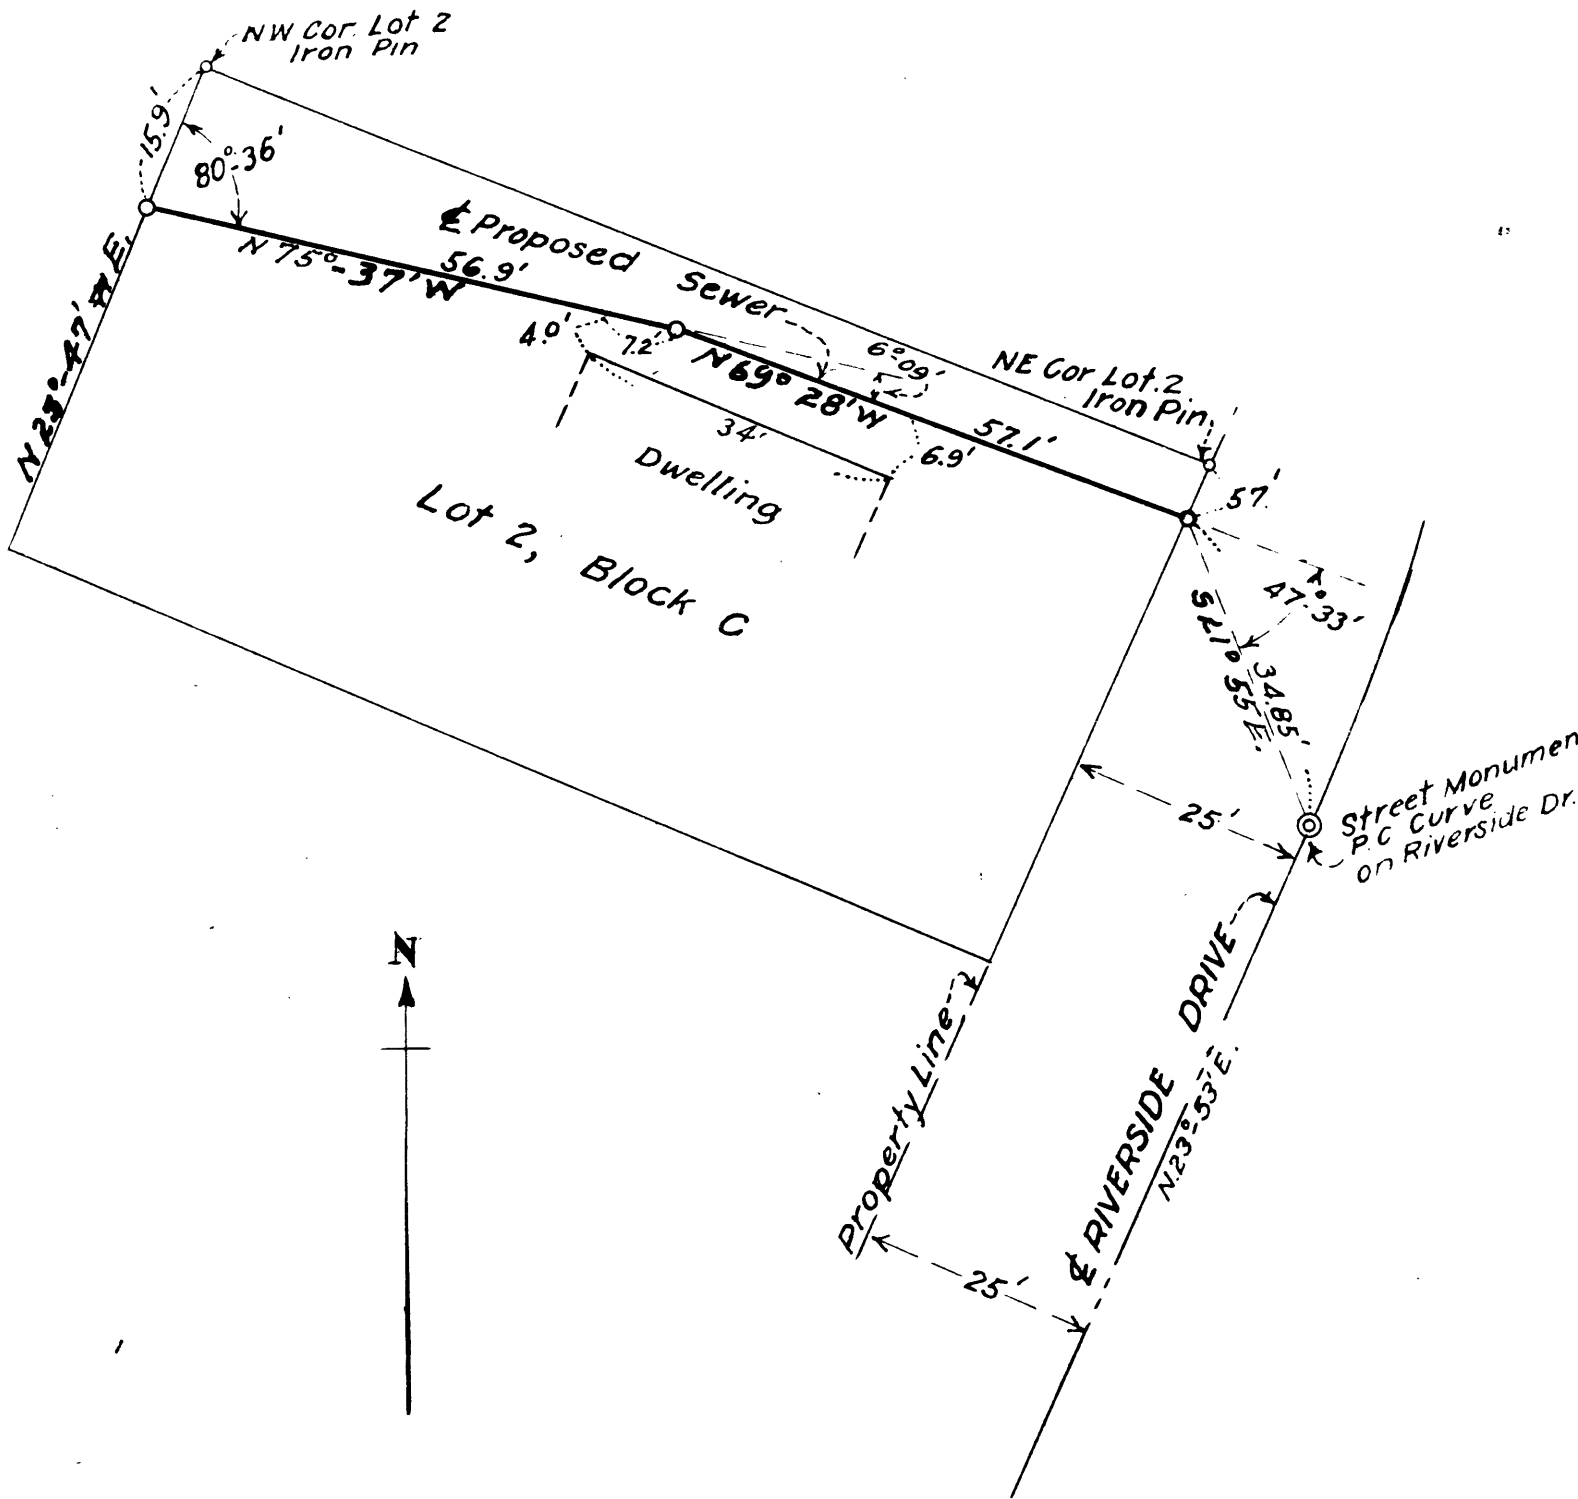 NW Cor. Lot 2
Iron Pin
15.9'
80°-36'
℄ Proposed Sewer
N 75°-37' W
56.9'
4.0'
7.2'
6°-09'
N 69° 28' W
57.1'
NE Cor Lot.2
Iron Pin
34'
6.9'
Dwelling
57.'
Lot 2, Block C
47°-33'
S 21° 55' E.
34.85'
25'
Street Monumen
P.C Curve
on Riverside Dr.
N
Property Line
℄ RIVERSIDE DRIVE
N.23°-53' E.
25'